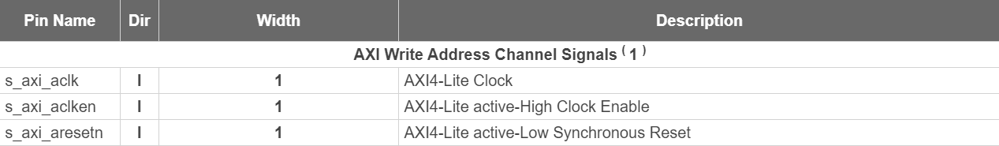 Pin Name Dir Width Description
AXI Write Address Channel Signals ( 1 )
s_axi_aclk I 1 AXI4-Lite Clock
s_axi_aclken I 1 AXI4-Lite active-High Clock Enable
s_axi_aresetn I 1 AXI4-Lite active-Low Synchronous Reset